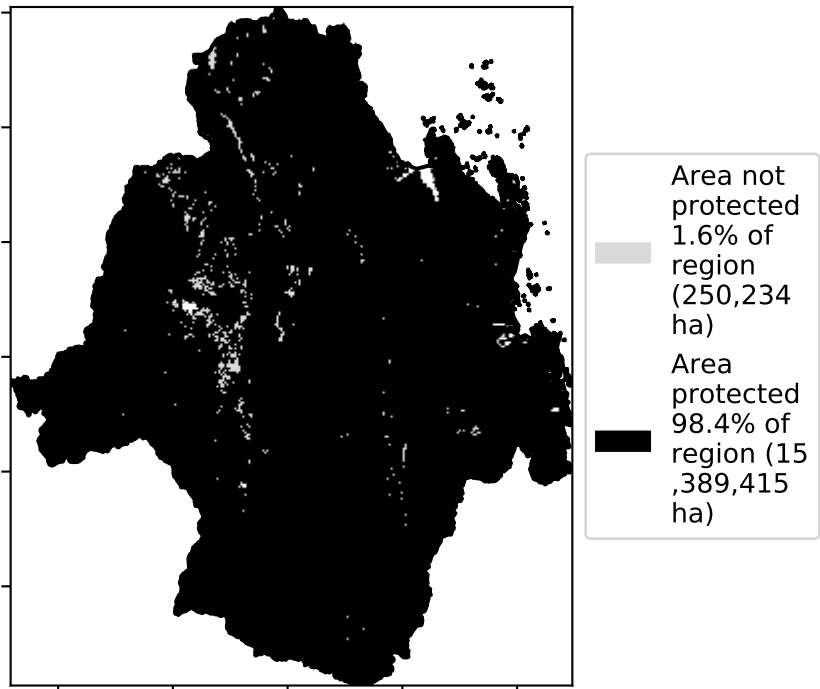 Area not
protected
1.6% of
region
(250,234
ha)
Area
protected
98.4% of
region (15
,389,415
ha)